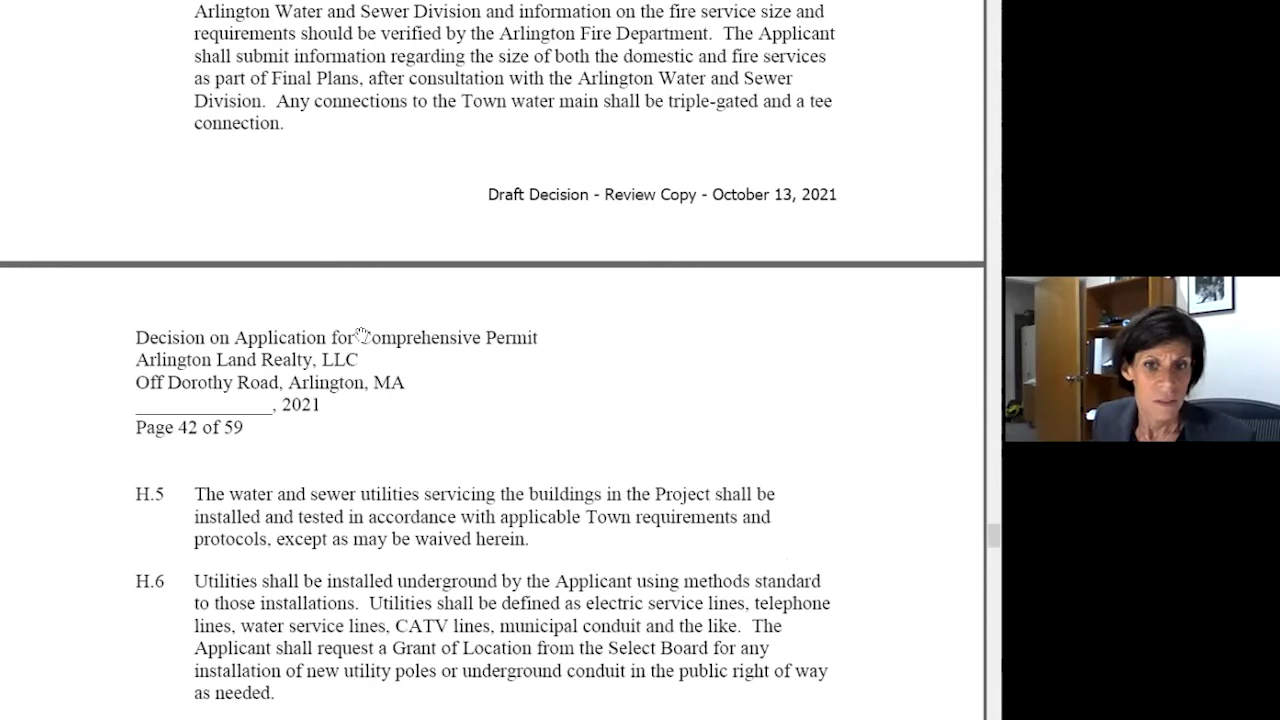 Arlington Water and Sewer Division and information on the fire service size and
requirements should be verified by the Arlington Fire Department. The Applicant
shall submit information regarding the size of both the domestic and fire services
as part of Final Plans, after consultation with the Arlington Water and Sewer
Division. Any connections to the Town water main shall be triple-gated and a tee
connection.
Draft Decision - Review Copy - October 13, 2021
Decision on Application for Comprehensive Permit
Arlington Land Realty, LLC
Off Dorothy Road, Arlington, MA
_______________, 2021
Page 42 of 59
H.5 The water and sewer utilities servicing the buildings in the Project shall be
installed and tested in accordance with applicable Town requirements and
protocols, except as may be waived herein.
H.6 Utilities shall be installed underground by the Applicant using methods standard
to those installations. Utilities shall be defined as electric service lines, telephone
lines, water service lines, CATV lines, municipal conduit and the like. The
Applicant shall request a Grant of Location from the Select Board for any
installation of new utility poles or underground conduit in the public right of way
as needed.